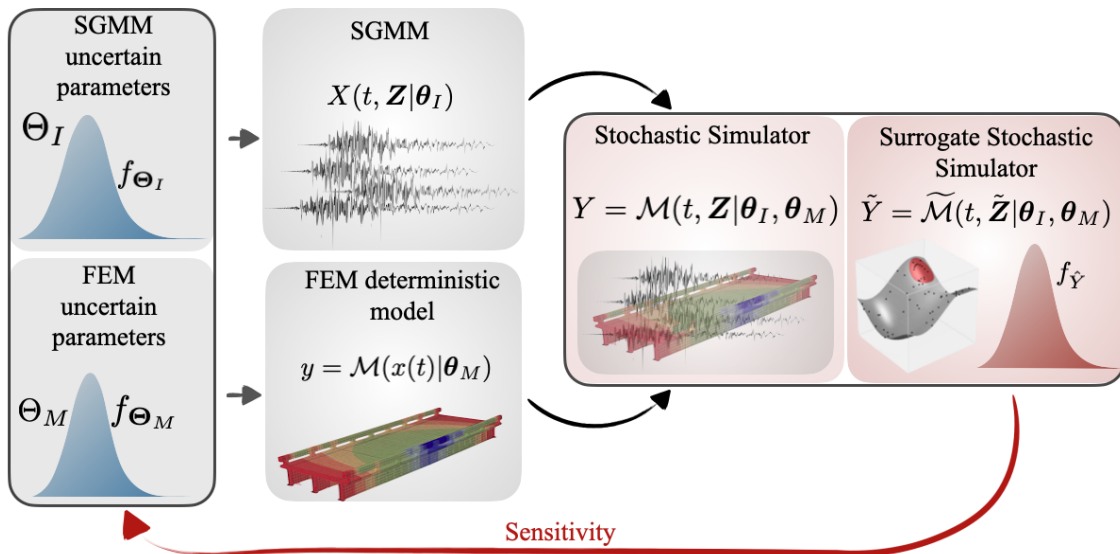 SGMM
uncertain
parameters
Θ_I
f_{Θ_I}
SGMM
X(t, Z|θ_I)
FEM
uncertain
parameters
Θ_M
f_{Θ_M}
FEM deterministic
model
y = M(x(t)|θ_M)
Stochastic Simulator
Y = M(t, Z|θ_I, θ_M)
Surrogate Stochastic
Simulator
Ỹ = M̃(t, Z̃|θ_I, θ_M)
f_Ŷ
Sensitivity